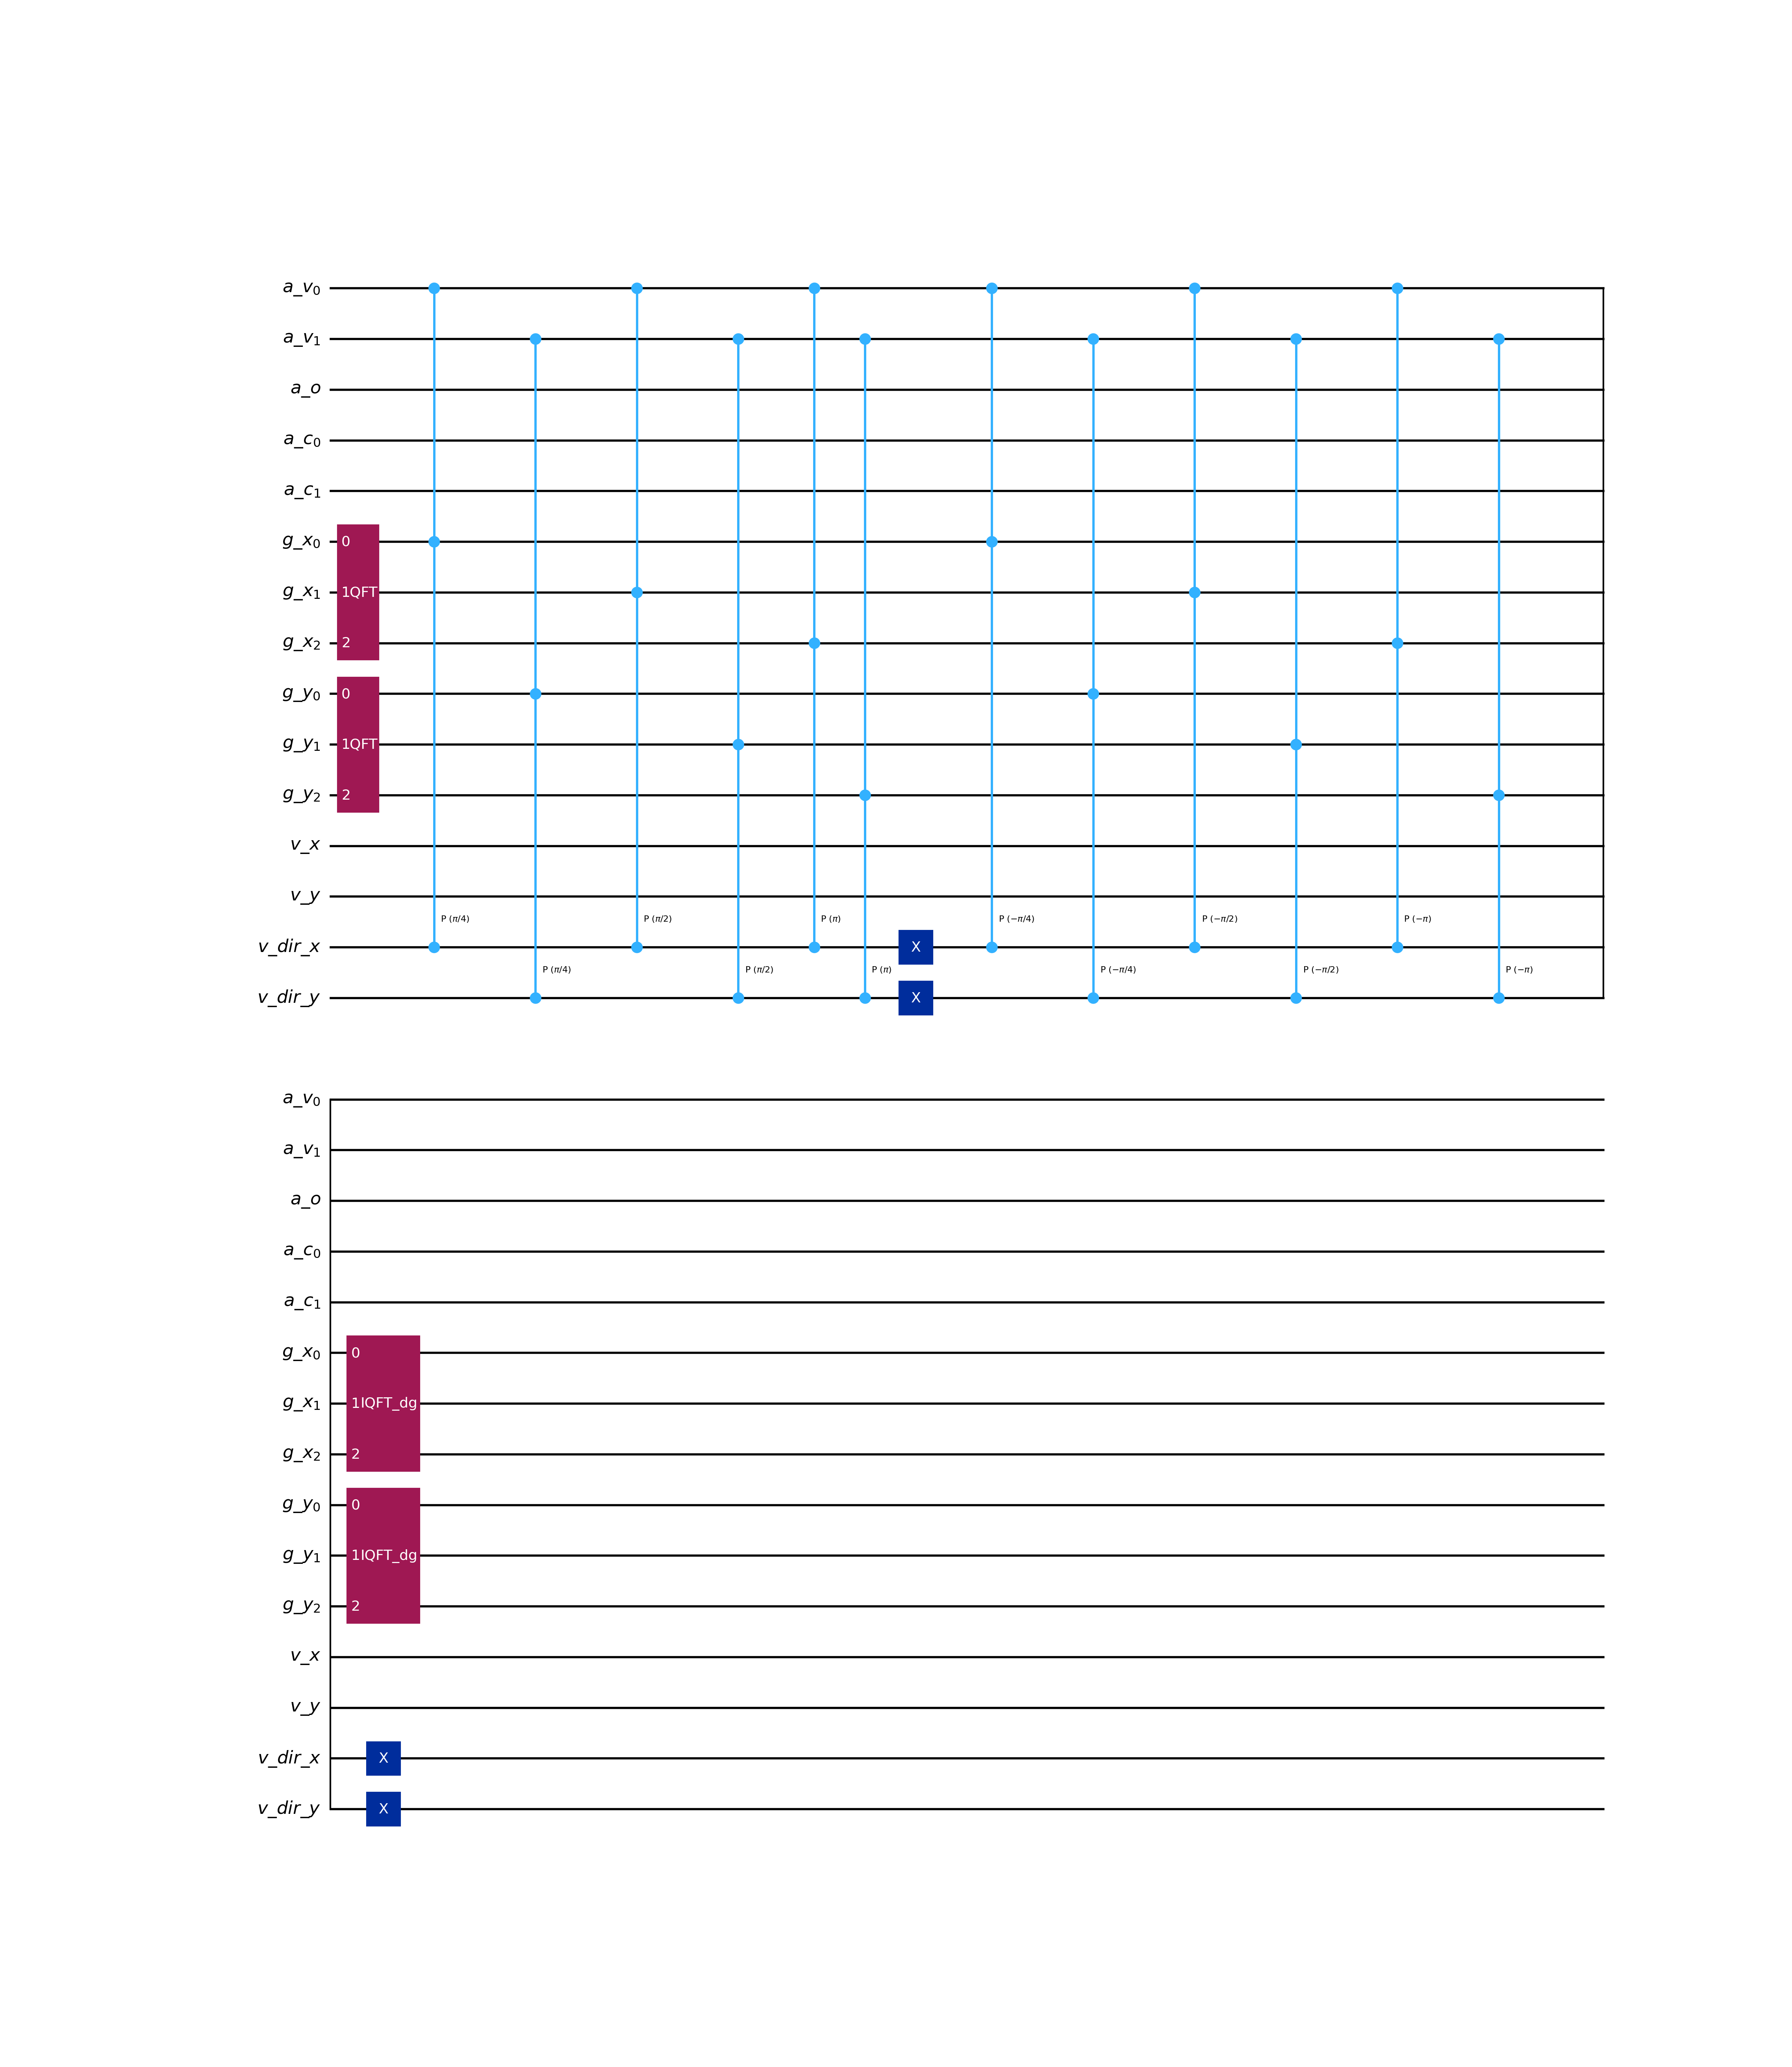 a_v₀
a_v₁
a_o
a_c₀
a_c₁
g_x₀ 0
g_x₁ 1QFT
g_x₂ 2
g_y₀ 0
g_y₁ 1QFT
g_y₂ 2
v_x
v_y
P (π/4) P (π/2) P (π) P (−π/4) P (−π/2) P (−π)
v_dir_x X
P (π/4) P (π/2) P (π) P (−π/4) P (−π/2) P (−π)
v_dir_y X
a_v₀
a_v₁
a_o
a_c₀
a_c₁
g_x₀ 0
g_x₁ 1IQFT_dg
g_x₂ 2
g_y₀ 0
g_y₁ 1IQFT_dg
g_y₂ 2
v_x
v_y
v_dir_x X
v_dir_y X